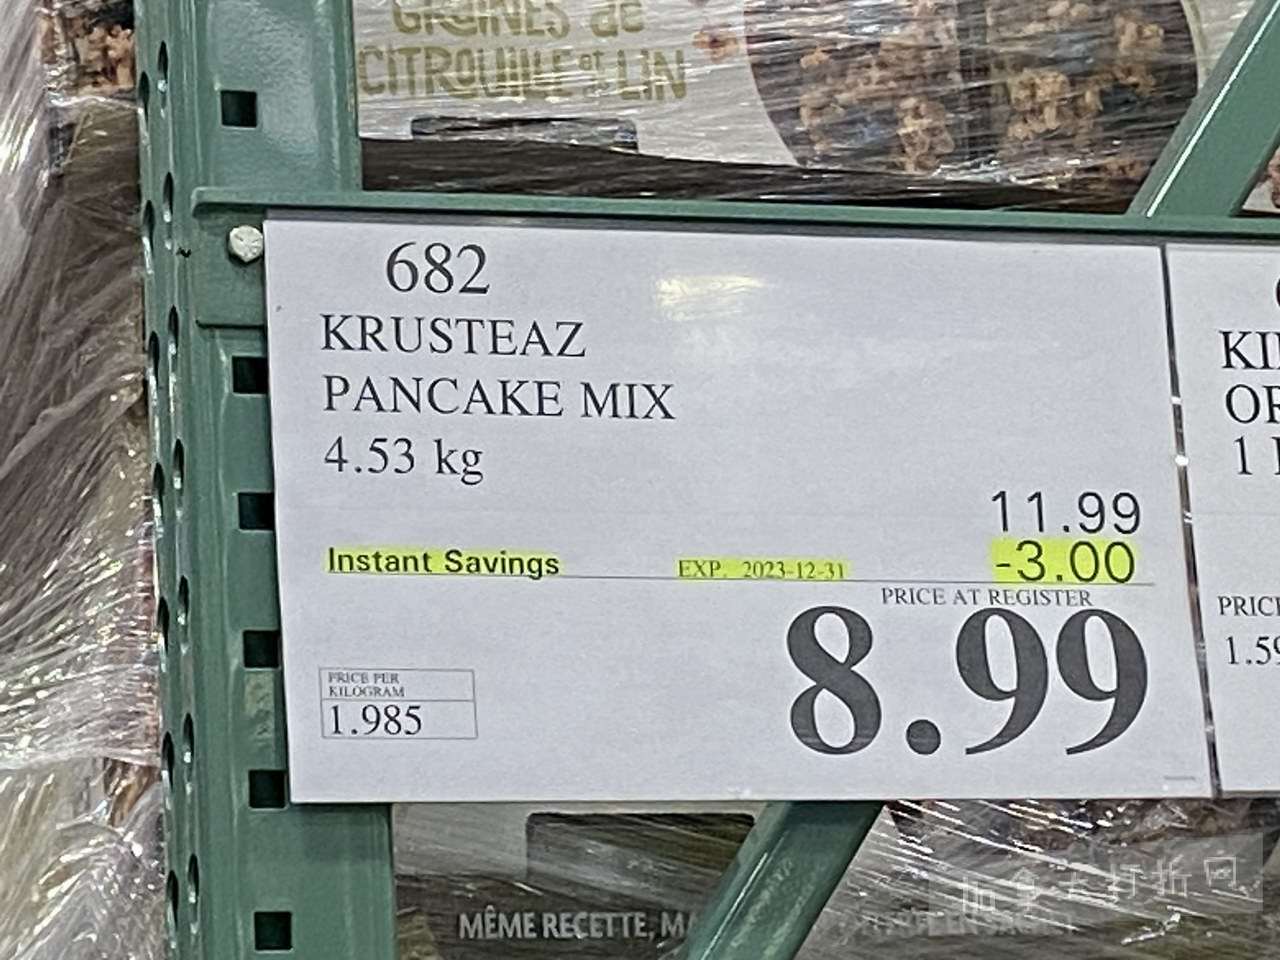 GRaINES de
CITROUILLE et LIN
682
KRUSTEAZ
PANCAKE MIX
4.53 kg
11.99
Instant Savings EXP. 2023-12-31 -3.00
PRICE AT REGISTER
8.99
PRICE PER
KILOGRAM
1.985
KI
OR
1
PRICE
1.59
MÊME RECETTE, MA
加拿大打折网